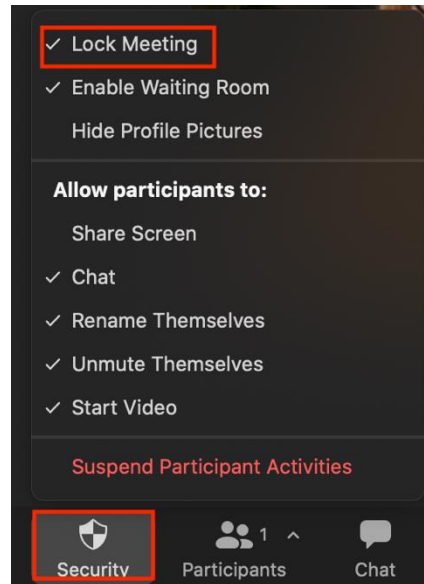 Lock Meeting
Enable Waiting Room
Hide Profile Pictures
Allow participants to:
Share Screen
Chat
Rename Themselves
Unmute Themselves
Start Video
Suspend Participant Activities
1
Security Participants Chat